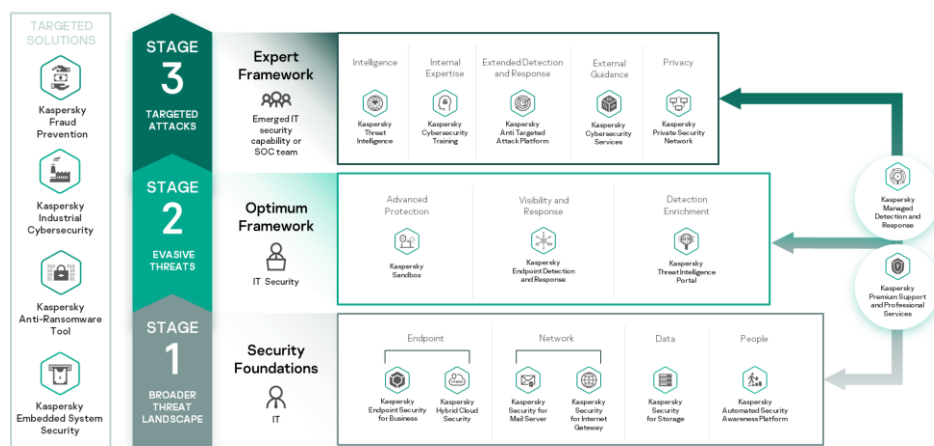 TARGETED
SOLUTIONS
Kaspersky
Fraud
Prevention
Kaspersky
Industrial
Cybersecurity
Kaspersky
Anti-Ransomware
Tool
Kaspersky
Embedded System
Security
STAGE
3
TARGETED
ATTACKS
Expert
Framework
Emerged IT
security
capability or
SOC team
Intelligence
Kaspersky
Threat
Intelligence
Internal
Expertise
Kaspersky
Cybersecurity
Training
Extended Detection
and Response
Kaspersky
Anti Targeted
Attack Platform
External
Guidance
Kaspersky
Cybersecurity
Services
Privacy
Kaspersky
Private Security
Network
STAGE
2
EVASIVE
THREATS
Optimum
Framework
IT Security
Advanced
Protection
Kaspersky
Sandbox
Visibility and
Response
Kaspersky
Endpoint Detection
and Response
Detection
Enrichment
Kaspersky
Threat Intelligence
Portal
STAGE
1
BROADER
THREAT
LANDSCAPE
Security
Foundations
IT
Endpoint
Kaspersky
Endpoint Security
for Business
Kaspersky
Hybrid Cloud
Security
Network
Kaspersky
Security for
Mail Server
Kaspersky
Security
for Internet
Gateway
Data
Kaspersky
Security
for Storage
People
Kaspersky
Automated Security
Awareness Platform
Kaspersky
Managed
Detection and
Response
Kaspersky
Premium Support
and Professional
Services